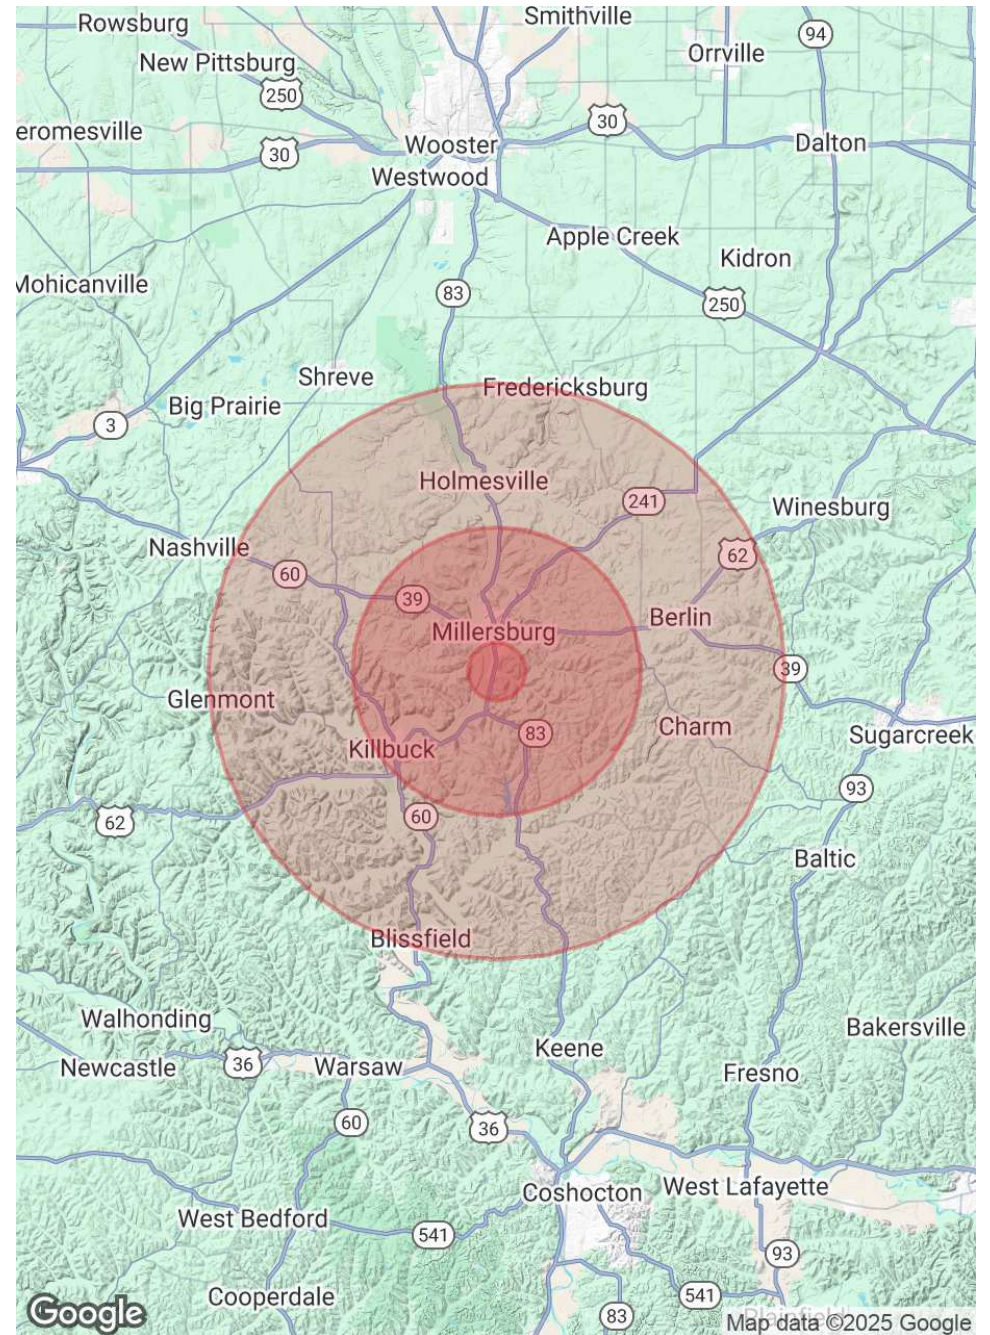 Smithville
Rowsburg
94
Orrville
New Pittsburg
250
30
eromesville
Wooster
Dalton
30
Westwood
Apple Creek
Kidron
Mohicanville
83
250
Shreve
Fredericksburg
Big Prairie
3
Holmesville
241
Winesburg
Nashville
62
60
39
Berlin
Millersburg
39
Glenmont
Charm
83
Sugarcreek
Killbuck
93
60
62
Baltic
Blissfield
Walhonding
Bakersville
Keene
36
Newcastle
Warsaw
Fresno
60
36
West Lafayette
Coshocton
West Bedford
541
93
Cooperdale
541
Google
83
Map data ©2025 Google